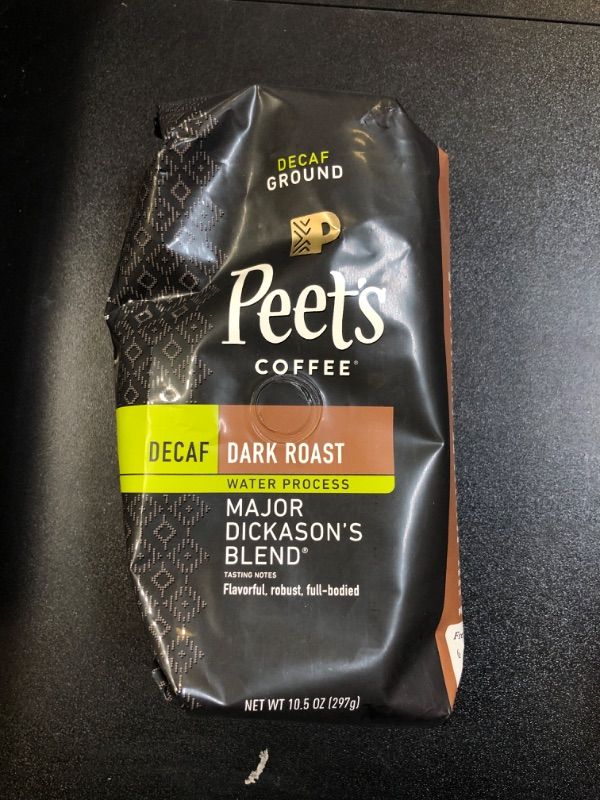 DECAF
GROUND
Peet's
COFFEE®
DECAF DARK ROAST
WATER PROCESS
MAJOR
DICKASON'S
BLEND®
TASTING NOTES
Flavorful, robust, full-bodied
NET WT 10.5 OZ (297g)